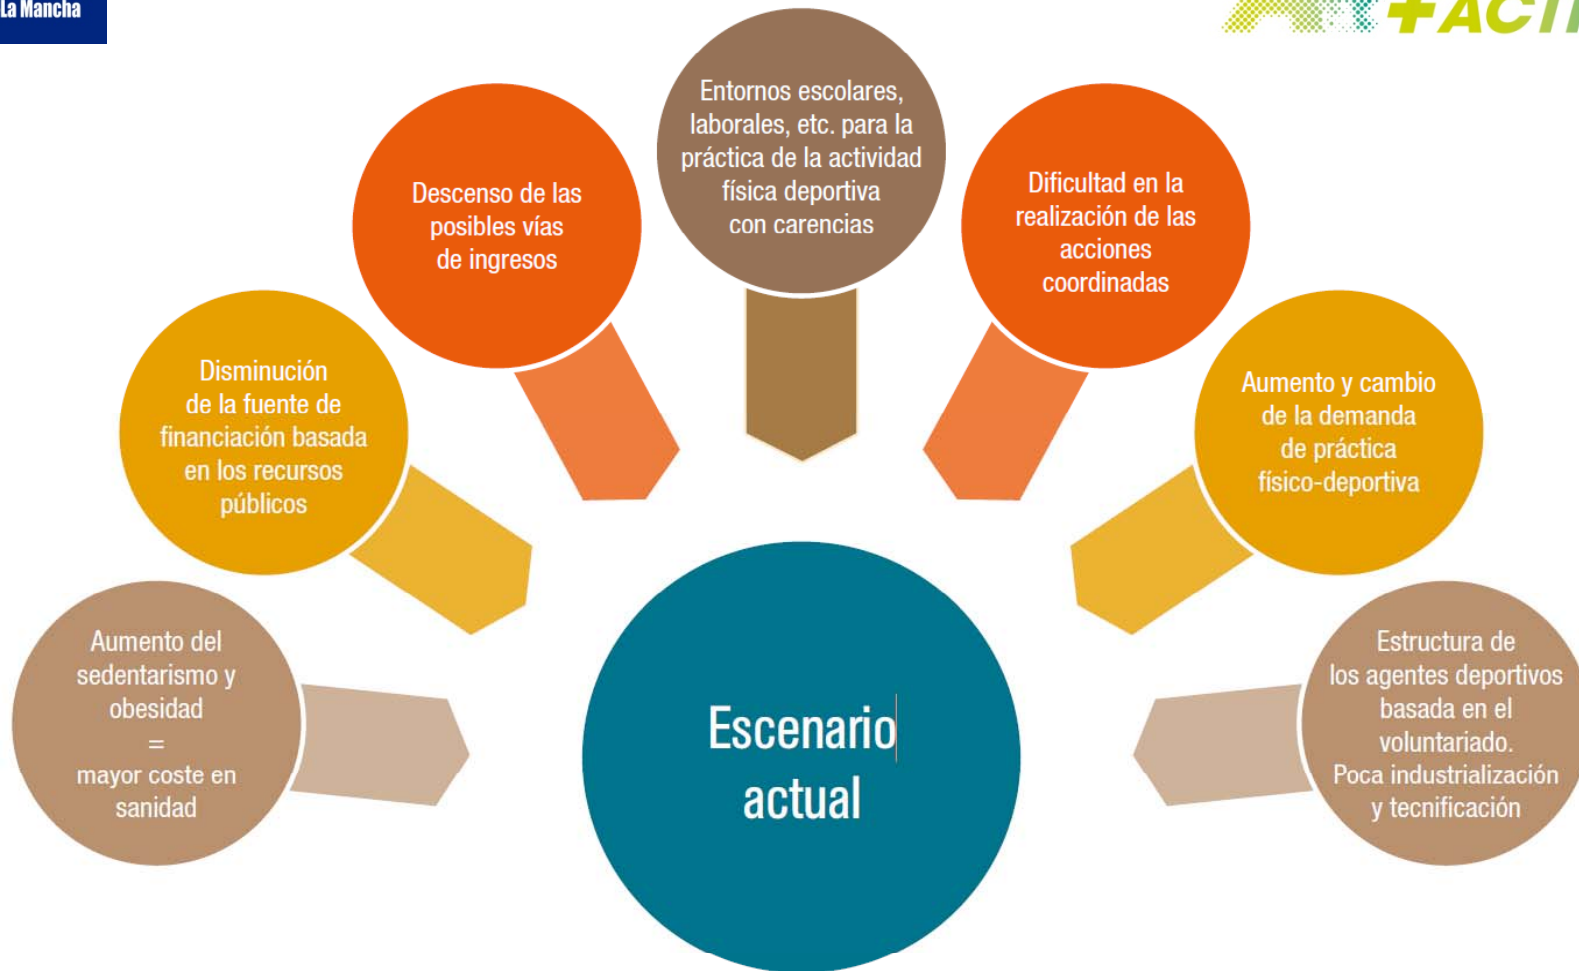 La Mancha
+ACTI
Entornos escolares,
laborales, etc. para la
práctica de la actividad
física deportiva
con carencias
Descenso de las
posibles vías
de ingresos
Dificultad en la
realización de las
acciones
coordinadas
Disminución
de la fuente de
financiación basada
en los recursos
públicos
Aumento y cambio
de la demanda
de práctica
físico-deportiva
Aumento del
sedentarismo y
obesidad
=
mayor coste en
sanidad
Estructura de
los agentes deportivos
basada en el
voluntariado.
Poca industrialización
y tecnificación
Escenario
actual